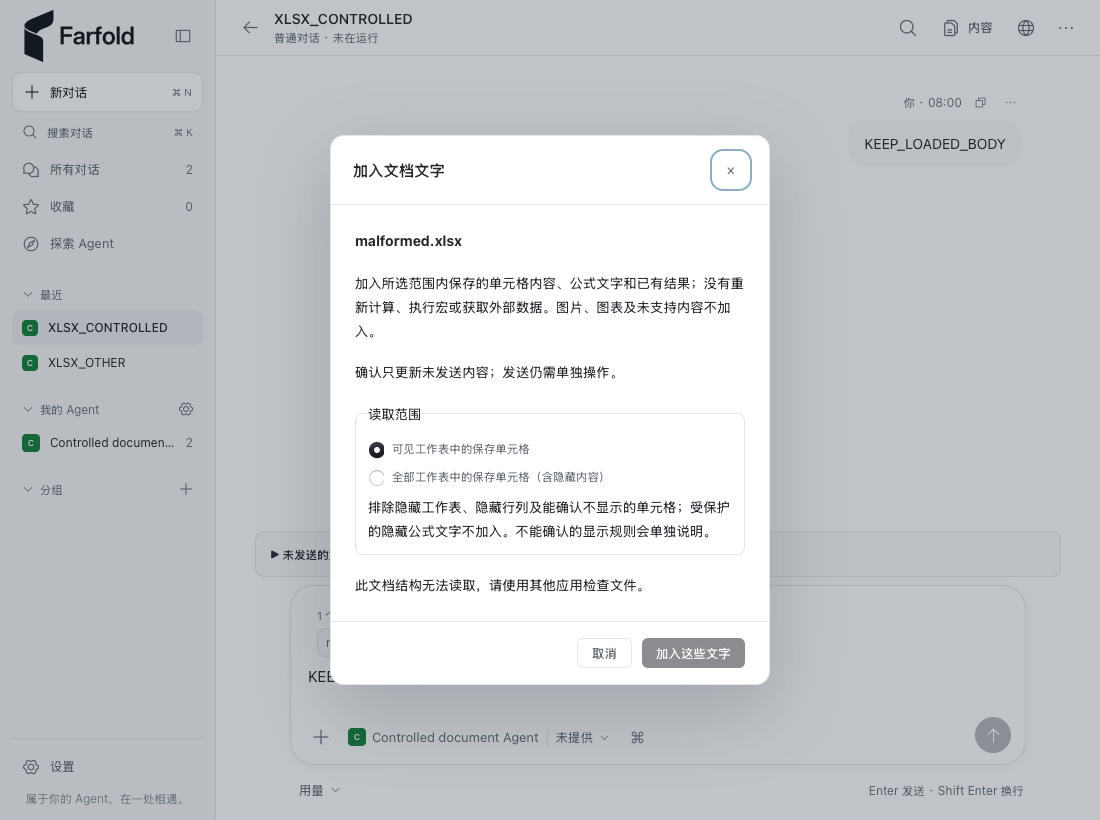 Farfold
新对话
⌘ N
搜索对话
⌘ K
所有对话
2
收藏
0
探索 Agent
最近
C XLSX_CONTROLLED
C XLSX_OTHER
我的 Agent
C Controlled documen...
2
分组
设置
属于你的 Agent，在一处相遇。
XLSX_CONTROLLED
普通对话 · 未在运行
内容
你 · 08:00
KEEP_LOADED_BODY
加入文档文字
×
malformed.xlsx
加入所选范围内保存的单元格内容、公式文字和已有结果；没有重
新计算、执行宏或获取外部数据。图片、图表及未支持内容不加
入。
确认只更新未发送内容；发送仍需单独操作。
读取范围
可见工作表中的保存单元格
全部工作表中的保存单元格（含隐藏内容）
排除隐藏工作表、隐藏行列及能确认不显示的单元格；受保护
的隐藏公式文字不加入。不能确认的显示规则会单独说明。
此文档结构无法读取，请使用其他应用检查文件。
取消
加入这些文字
未发送的
1
KEE
C Controlled document Agent
未提供
⌘
用量
Enter 发送 · Shift Enter 换行